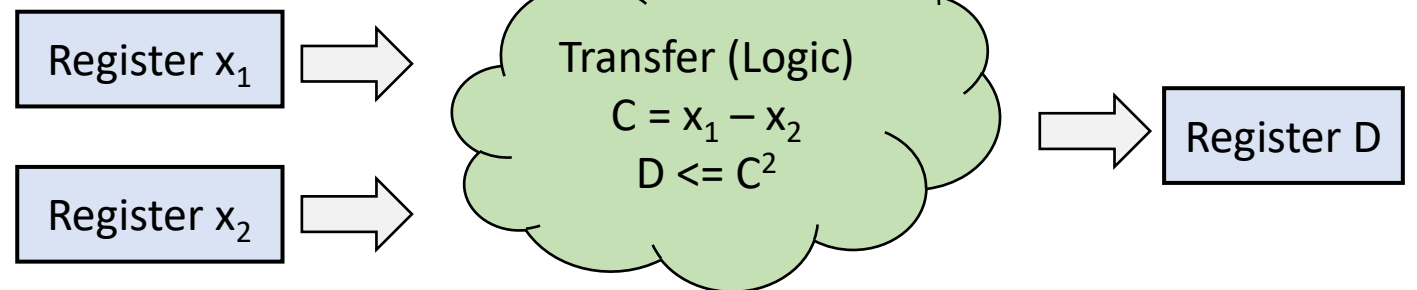 Register x₁
Transfer (Logic)
C = x₁ – x₂
D <= C²
Register x₂
Register D